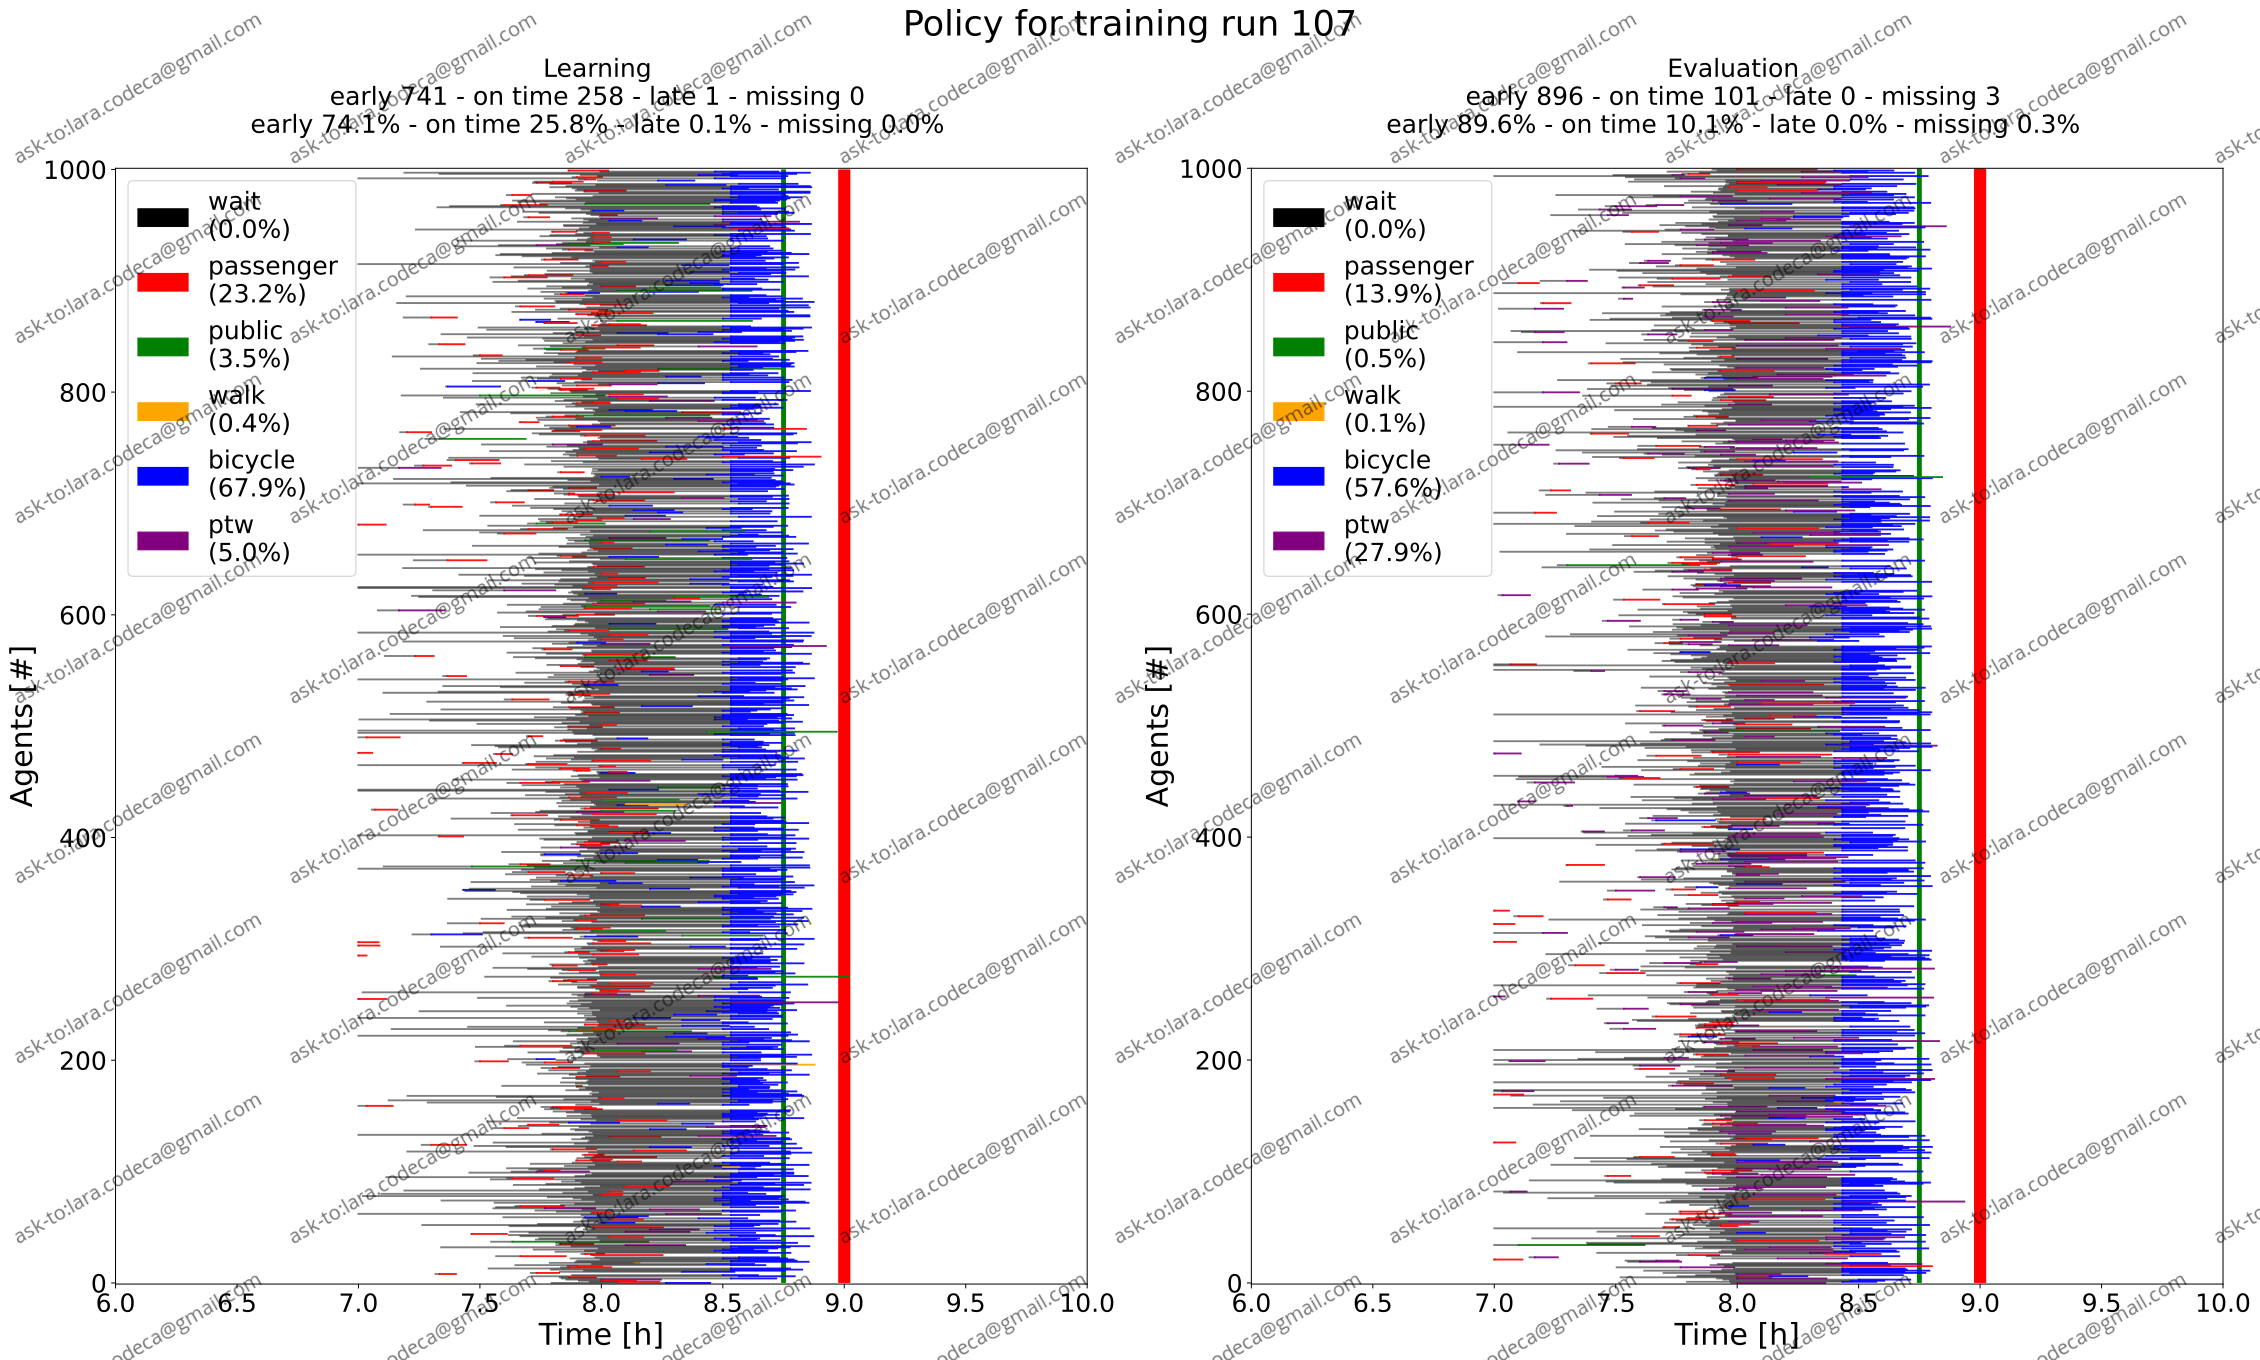 Policy for training run 107
Learning
early 741 - on time 258 - late 1 - missing 0
early 74.1% - on time 25.8% - late 0.1% - missing 0.0%
1000
800
600
400
200
0
Agents [#]
wait
(0.0%)
passenger
(23.2%)
public
(3.5%)
walk
(0.4%)
bicycle
(67.9%)
ptw
(5.0%)
6.0 6.5 7.0 7.5 8.0 8.5 9.0 9.5 10.0
Time [h]
Evaluation
early 896 - on time 101 - late 0 - missing 3
early 89.6% - on time 10.1% - late 0.0% - missing 0.3%
1000
800
600
400
200
0
Agents [#]
wait
(0.0%)
passenger
(13.9%)
public
(0.5%)
walk
(0.1%)
bicycle
(57.6%)
ptw
(27.9%)
6.0 6.5 7.0 7.5 8.0 8.5 9.0 9.5 10.0
Time [h]
ask-to:lara.codeca@gmail.com